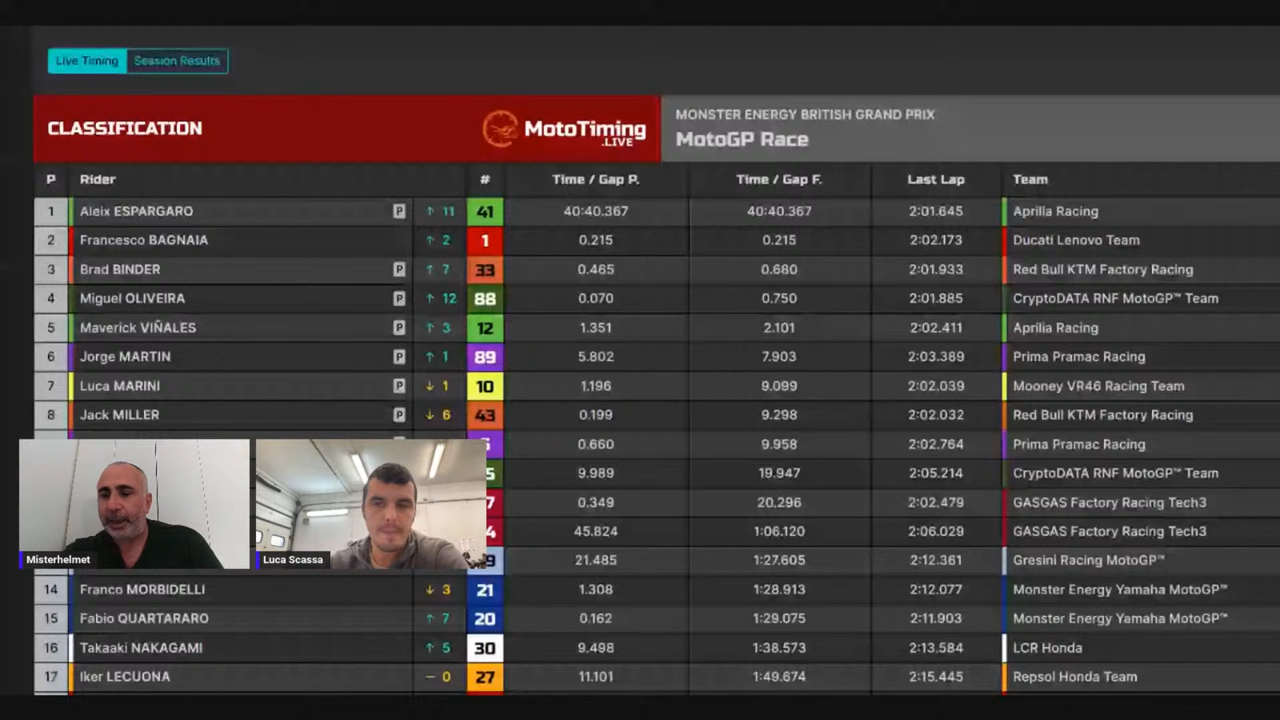 Live Timing Session Results
CLASSIFICATION MotoTiming .LIVE MONSTER ENERGY BRITISH GRAND PRIX
MotoGP Race
P Rider # Time / Gap P. Time / Gap F. Last Lap Team
1 Aleix ESPARGARO P ↑ 11 41 40:40.367 40:40.367 2:01.645 Aprilia Racing
2 Francesco BAGNAIA ↑ 2 1 0.215 0.215 2:02.173 Ducati Lenovo Team
3 Brad BINDER P ↑ 7 33 0.465 0.680 2:01.933 Red Bull KTM Factory Racing
4 Miguel OLIVEIRA P ↑ 12 88 0.070 0.750 2:01.885 CryptoDATA RNF MotoGP™ Team
5 Maverick VIÑALES P ↑ 3 12 1.351 2.101 2:02.411 Aprilia Racing
6 Jorge MARTIN P ↑ 1 89 5.802 7.903 2:03.389 Prima Pramac Racing
7 Luca MARINI P ↓ 1 10 1.196 9.099 2:02.039 Mooney VR46 Racing Team
8 Jack MILLER P ↓ 6 43 0.199 9.298 2:02.032 Red Bull KTM Factory Racing
0.660 9.958 2:02.764 Prima Pramac Racing
5 9.989 19.947 2:05.214 CryptoDATA RNF MotoGP™ Team
7 0.349 20.296 2:02.479 GASGAS Factory Racing Tech3
4 45.824 1:06.120 2:06.029 GASGAS Factory Racing Tech3
9 21.485 1:27.605 2:12.361 Gresini Racing MotoGP™
Misterhelmet Luca Scassa
14 Franco MORBIDELLI ↓ 3 21 1.308 1:28.913 2:12.077 Monster Energy Yamaha MotoGP™
15 Fabio QUARTARARO ↑ 7 20 0.162 1:29.075 2:11.903 Monster Energy Yamaha MotoGP™
16 Takaaki NAKAGAMI ↑ 5 30 9.498 1:38.573 2:13.584 LCR Honda
17 Iker LECUONA – 0 27 11.101 1:49.674 2:15.445 Repsol Honda Team